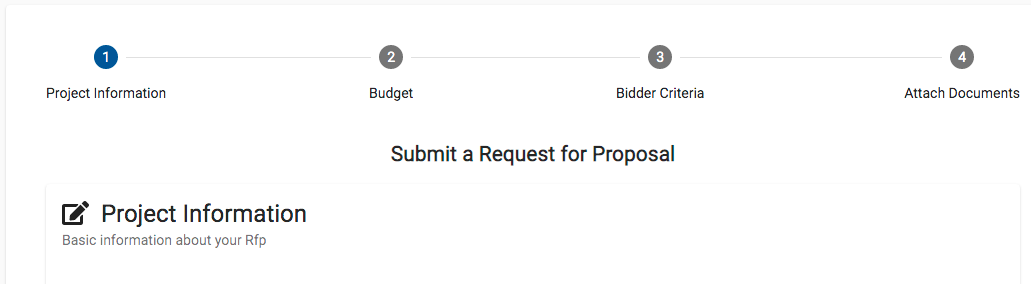 1 2 3 4
Project Information Budget Bidder Criteria Attach Documents
Submit a Request for Proposal
Project Information
Basic information about your Rfp